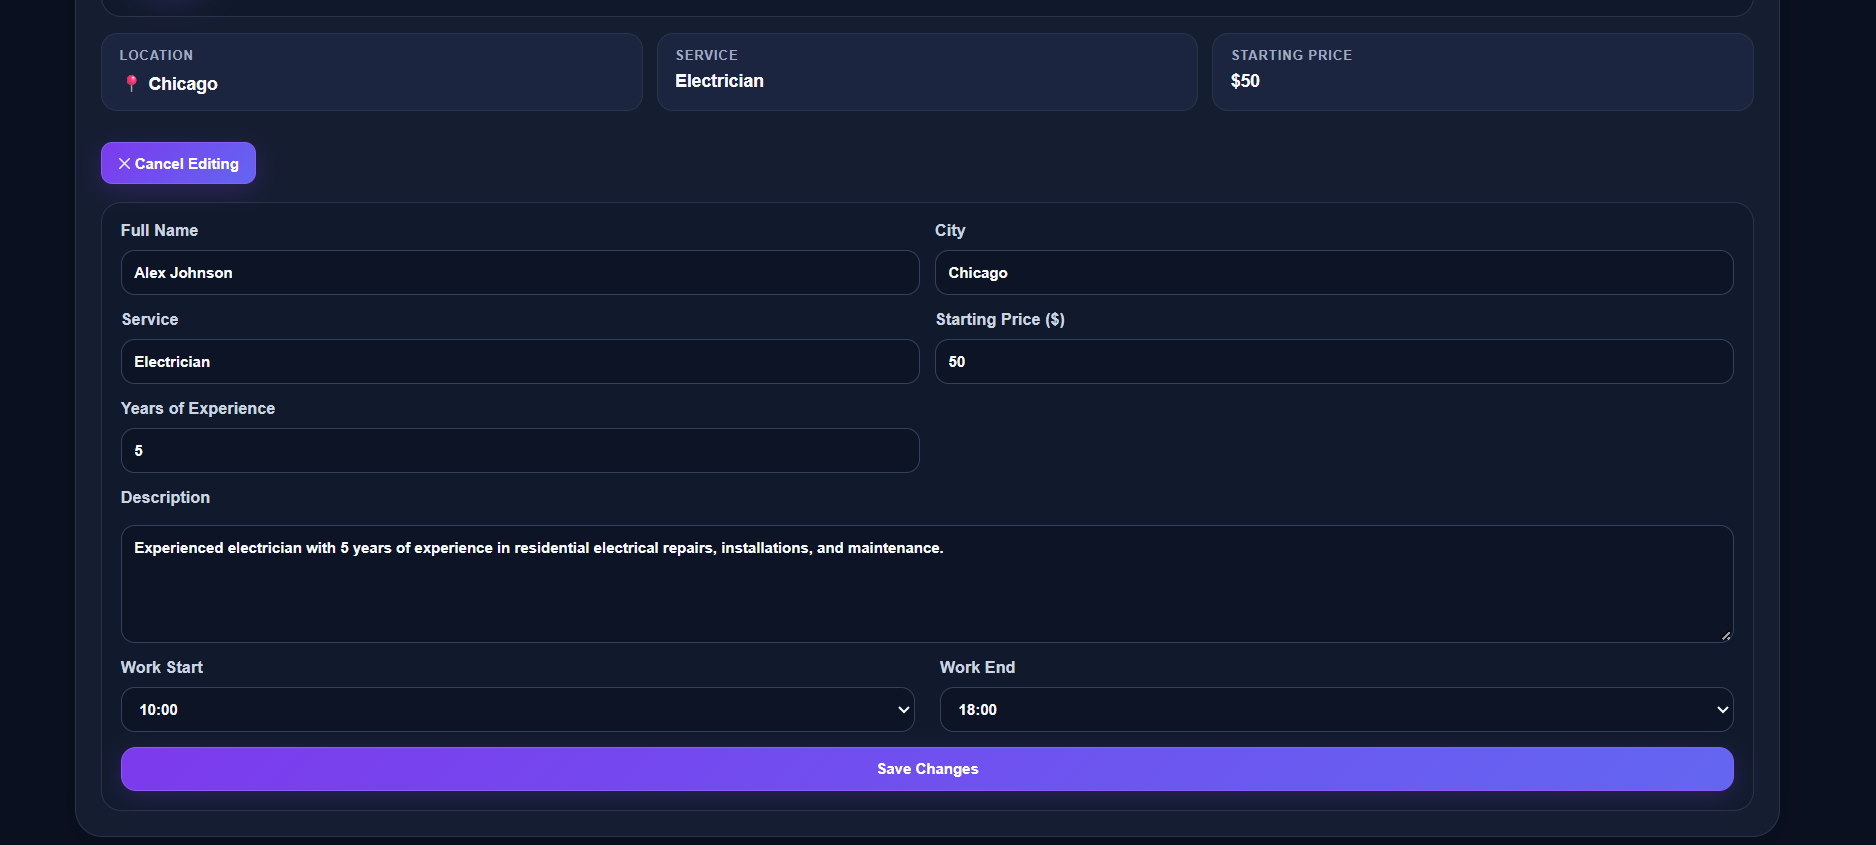 LOCATION
📍 Chicago
SERVICE
Electrician
STARTING PRICE
$50
✕ Cancel Editing
Full Name
Alex Johnson
City
Chicago
Service
Electrician
Starting Price ($)
50
Years of Experience
5
Description
Experienced electrician with 5 years of experience in residential electrical repairs, installations, and maintenance.
Work Start
10:00
Work End
18:00
Save Changes